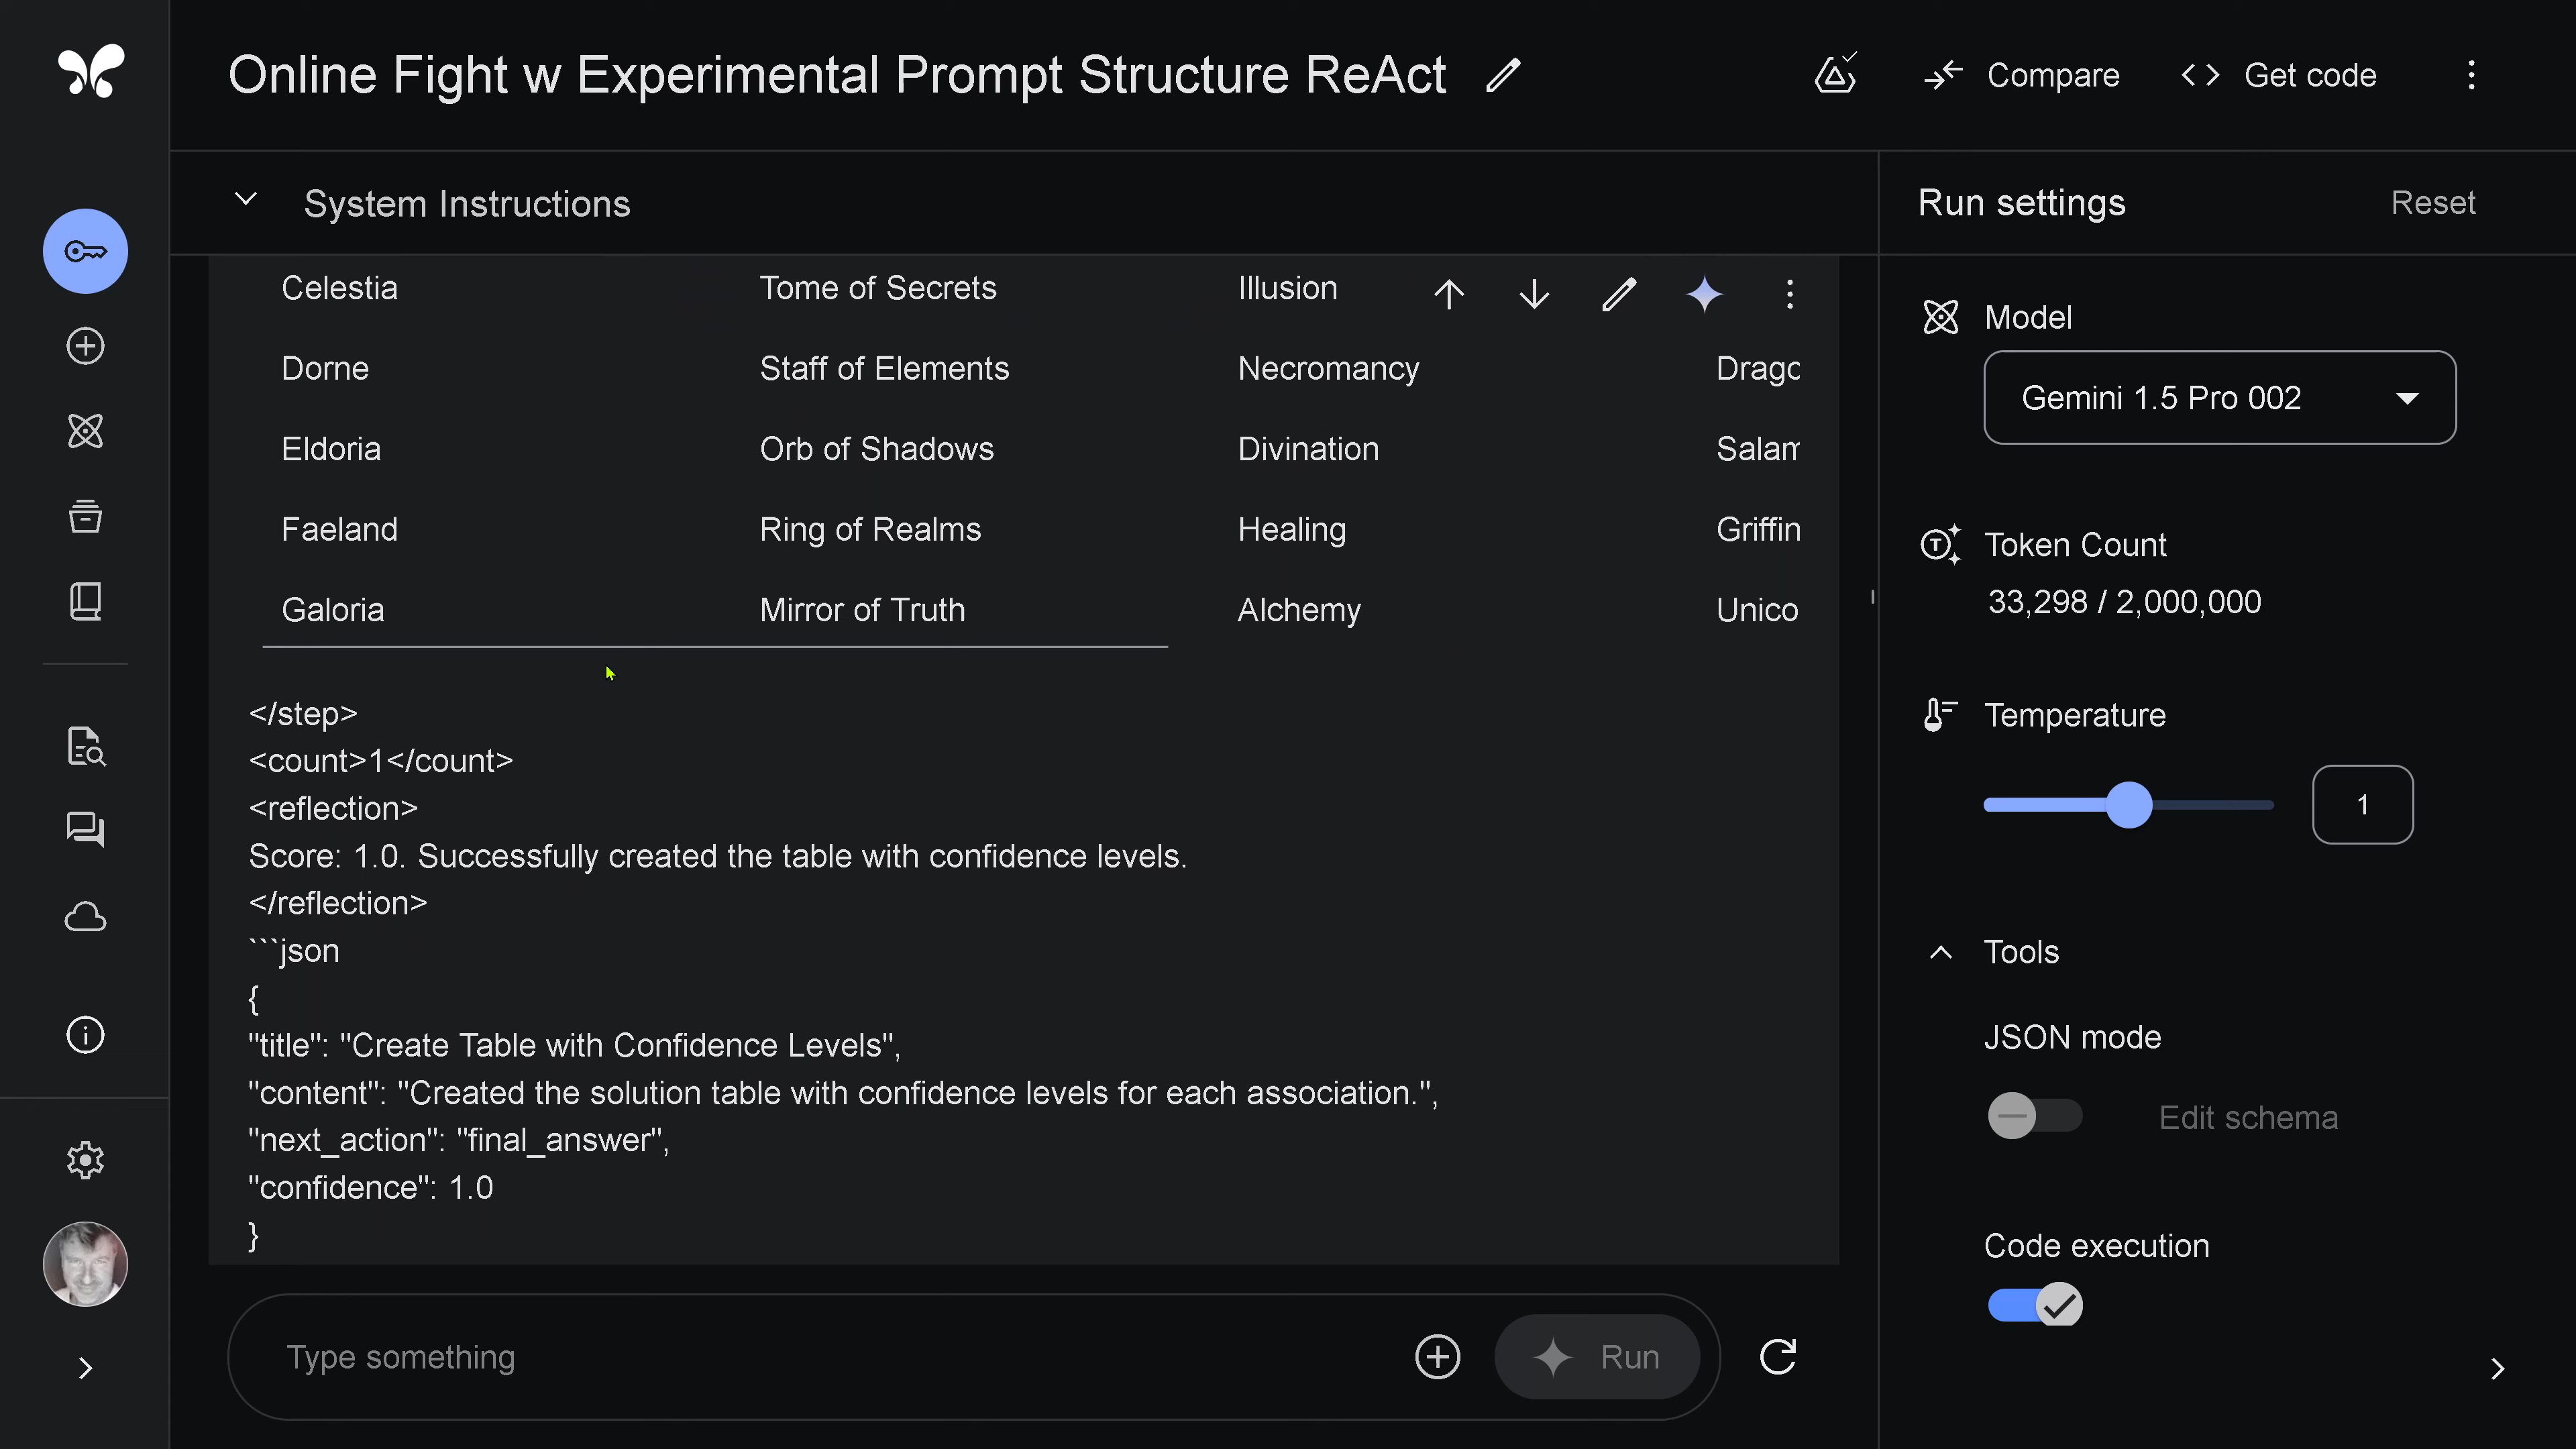 Online Fight w Experimental Prompt Structure ReAct
Compare
Get code
System Instructions
Run settings
Reset
Celestia Tome of Secrets Illusion
Dorne Staff of Elements Necromancy Drago
Eldoria Orb of Shadows Divination Salam
Faeland Ring of Realms Healing Griffin
Galoria Mirror of Truth Alchemy Unico
</step>
<count>1</count>
<reflection>
Score: 1.0. Successfully created the table with confidence levels.
</reflection>
```json
{
"title": "Create Table with Confidence Levels",
"content": "Created the solution table with confidence levels for each association.",
"next_action": "final_answer",
"confidence": 1.0
}
Type something
Run
Model
Gemini 1.5 Pro 002
Token Count
33,298 / 2,000,000
Temperature
1
Tools
JSON mode
Edit schema
Code execution